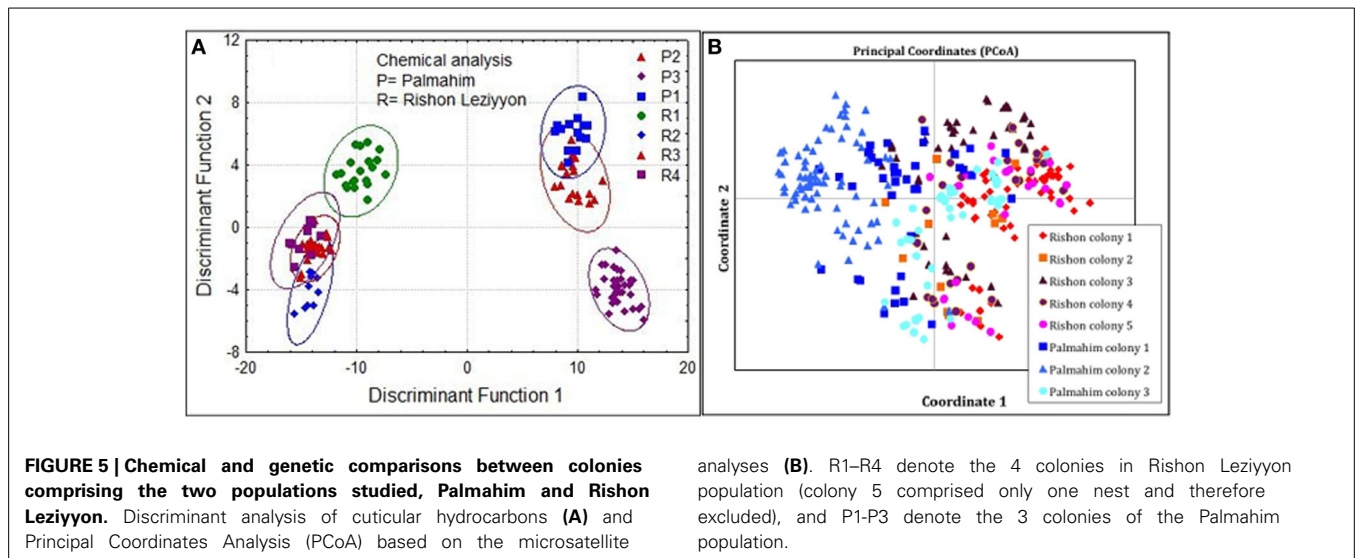 A
12
8
4
0
-4
-8
Discriminant Function 2
Chemical analysis
P= Palmahim
R= Rishon Leziyyon
P2
P3
P1
R1
R2
R3
R4
-20
-10
0
10
20
Discriminant Function 1
B
Principal Coordinates (PCoA)
Coordinate 2
Rishon colony 1
Rishon colony 2
Rishon colony 3
Rishon colony 4
Rishon colony 5
Palmahim colony 1
Palmahim colony 2
Palmahim colony 3
Coordinate 1
FIGURE 5 | Chemical and genetic comparisons between colonies
comprising the two populations studied, Palmahim and Rishon
Leziyyon. Discriminant analysis of cuticular hydrocarbons (A) and
Principal Coordinates Analysis (PCoA) based on the microsatellite
analyses (B). R1–R4 denote the 4 colonies in Rishon Leziyyon
population (colony 5 comprised only one nest and therefore
excluded), and P1-P3 denote the 3 colonies of the Palmahim
population.